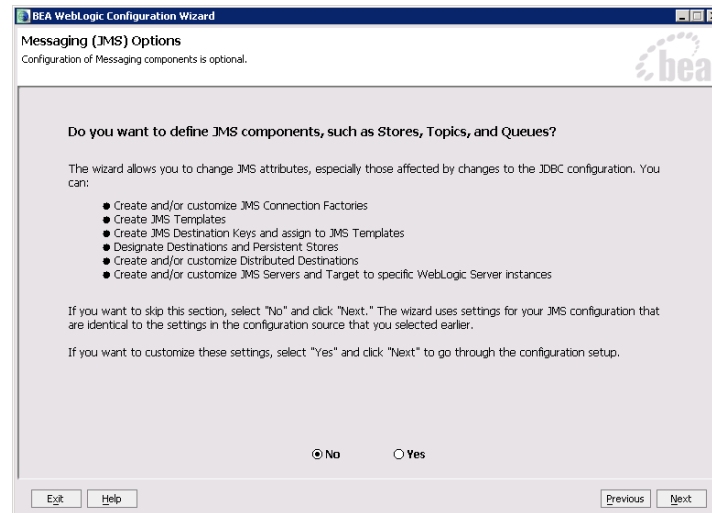 BEA WebLogic Configuration Wizard
Messaging (JMS) Options
Configuration of Messaging components is optional.
bea
Do you want to define JMS components, such as Stores, Topics, and Queues?
The wizard allows you to change JMS attributes, especially those affected by changes to the JDBC configuration. You
can:
Create and/or customize JMS Connection Factories
Create JMS Templates
Create JMS Destination Keys and assign to JMS Templates
Designate Destinations and Persistent Stores
Create and/or customize Distributed Destinations
Create and/or customize JMS Servers and Target to specific WebLogic Server instances
If you want to skip this section, select "No" and click "Next." The wizard uses settings for your JMS configuration that
are identical to the settings in the configuration source that you selected earlier.
If you want to customize these settings, select "Yes" and click "Next" to go through the configuration setup.
No Yes
Exit Help Previous Next